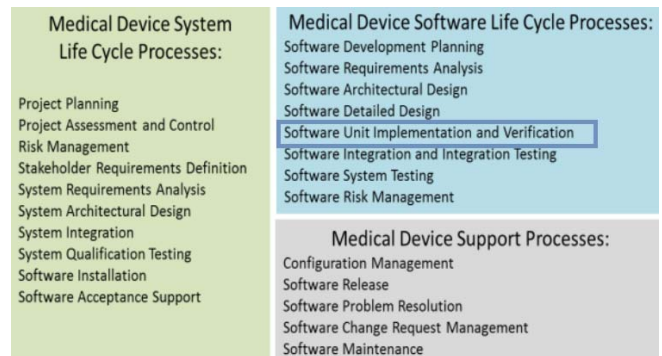 Medical Device System
Life Cycle Processes:
Project Planning
Project Assessment and Control
Risk Management
Stakeholder Requirements Definition
System Requirements Analysis
System Architectural Design
System Integration
System Qualification Testing
Software Installation
Software Acceptance Support
Medical Device Software Life Cycle Processes:
Software Development Planning
Software Requirements Analysis
Software Architectural Design
Software Detailed Design
Software Unit Implementation and Verification
Software Integration and Integration Testing
Software System Testing
Software Risk Management
Medical Device Support Processes:
Configuration Management
Software Release
Software Problem Resolution
Software Change Request Management
Software Maintenance